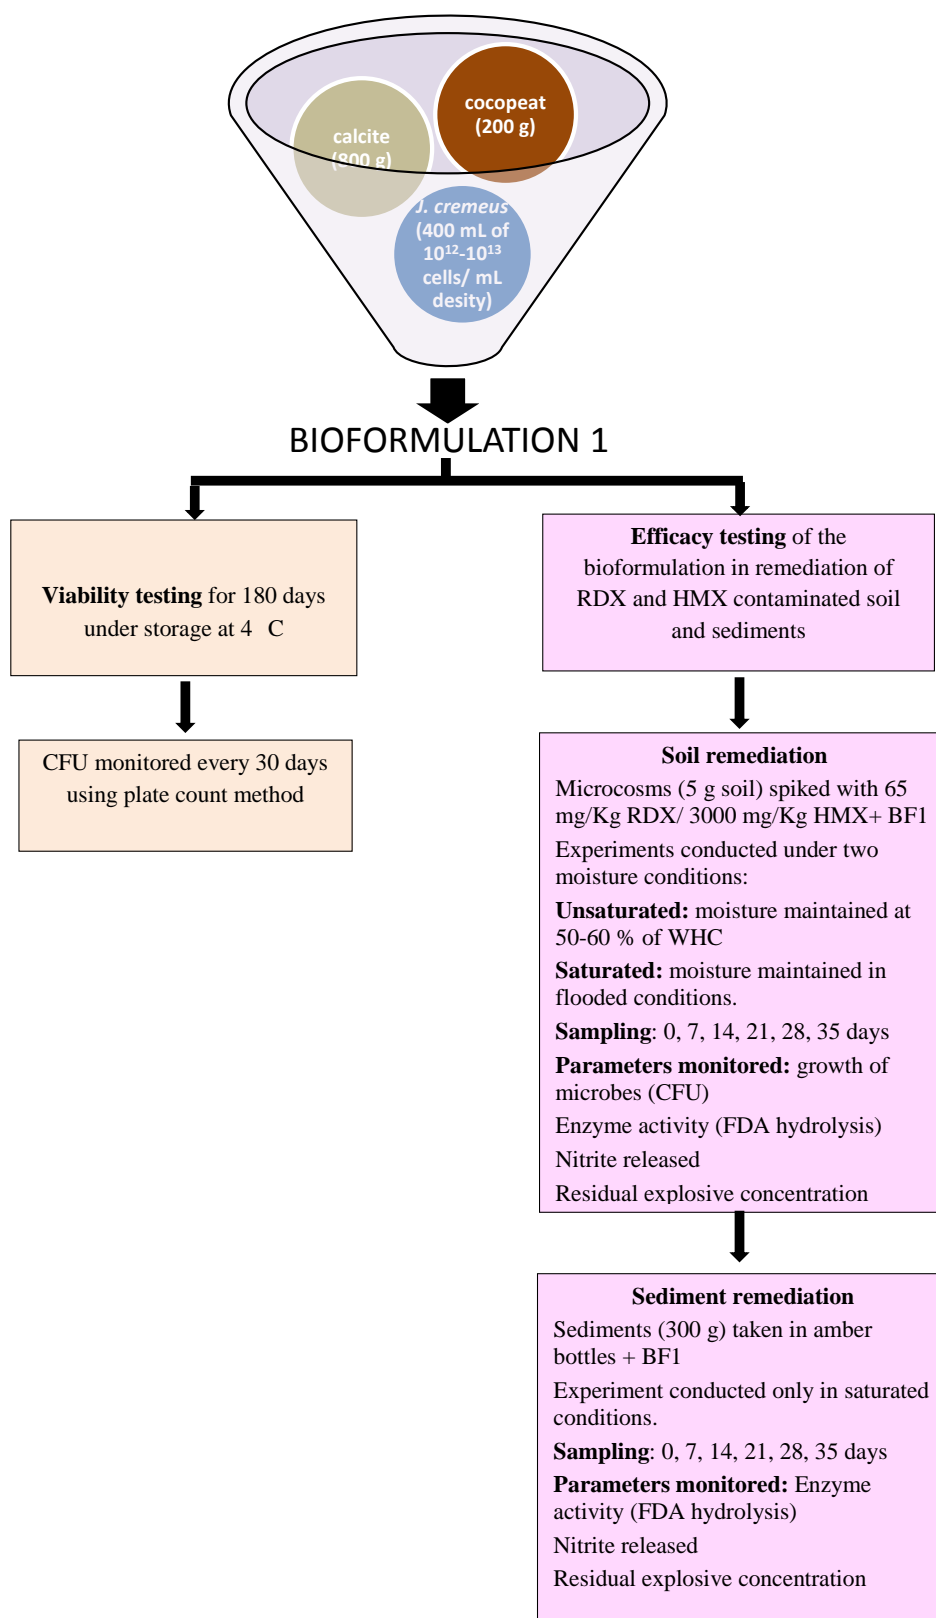 cocopeat
(200 g)
calcite
(800 g)
J. cremeus
(400 mL of
10¹²-10¹³
cells/ mL
desity)
BIOFORMULATION 1
Viability testing for 180 days
under storage at 4 C
CFU monitored every 30 days
using plate count method
Efficacy testing of the
bioformulation in remediation of
RDX and HMX contaminated soil
and sediments
Soil remediation
Microcosms (5 g soil) spiked with 65
mg/Kg RDX/ 3000 mg/Kg HMX+ BF1
Experiments conducted under two
moisture conditions:
Unsaturated: moisture maintained at
50-60 % of WHC
Saturated: moisture maintained in
flooded conditions.
Sampling: 0, 7, 14, 21, 28, 35 days
Parameters monitored: growth of
microbes (CFU)
Enzyme activity (FDA hydrolysis)
Nitrite released
Residual explosive concentration
Sediment remediation
Sediments (300 g) taken in amber
bottles + BF1
Experiment conducted only in saturated
conditions.
Sampling: 0, 7, 14, 21, 28, 35 days
Parameters monitored: Enzyme
activity (FDA hydrolysis)
Nitrite released
Residual explosive concentration